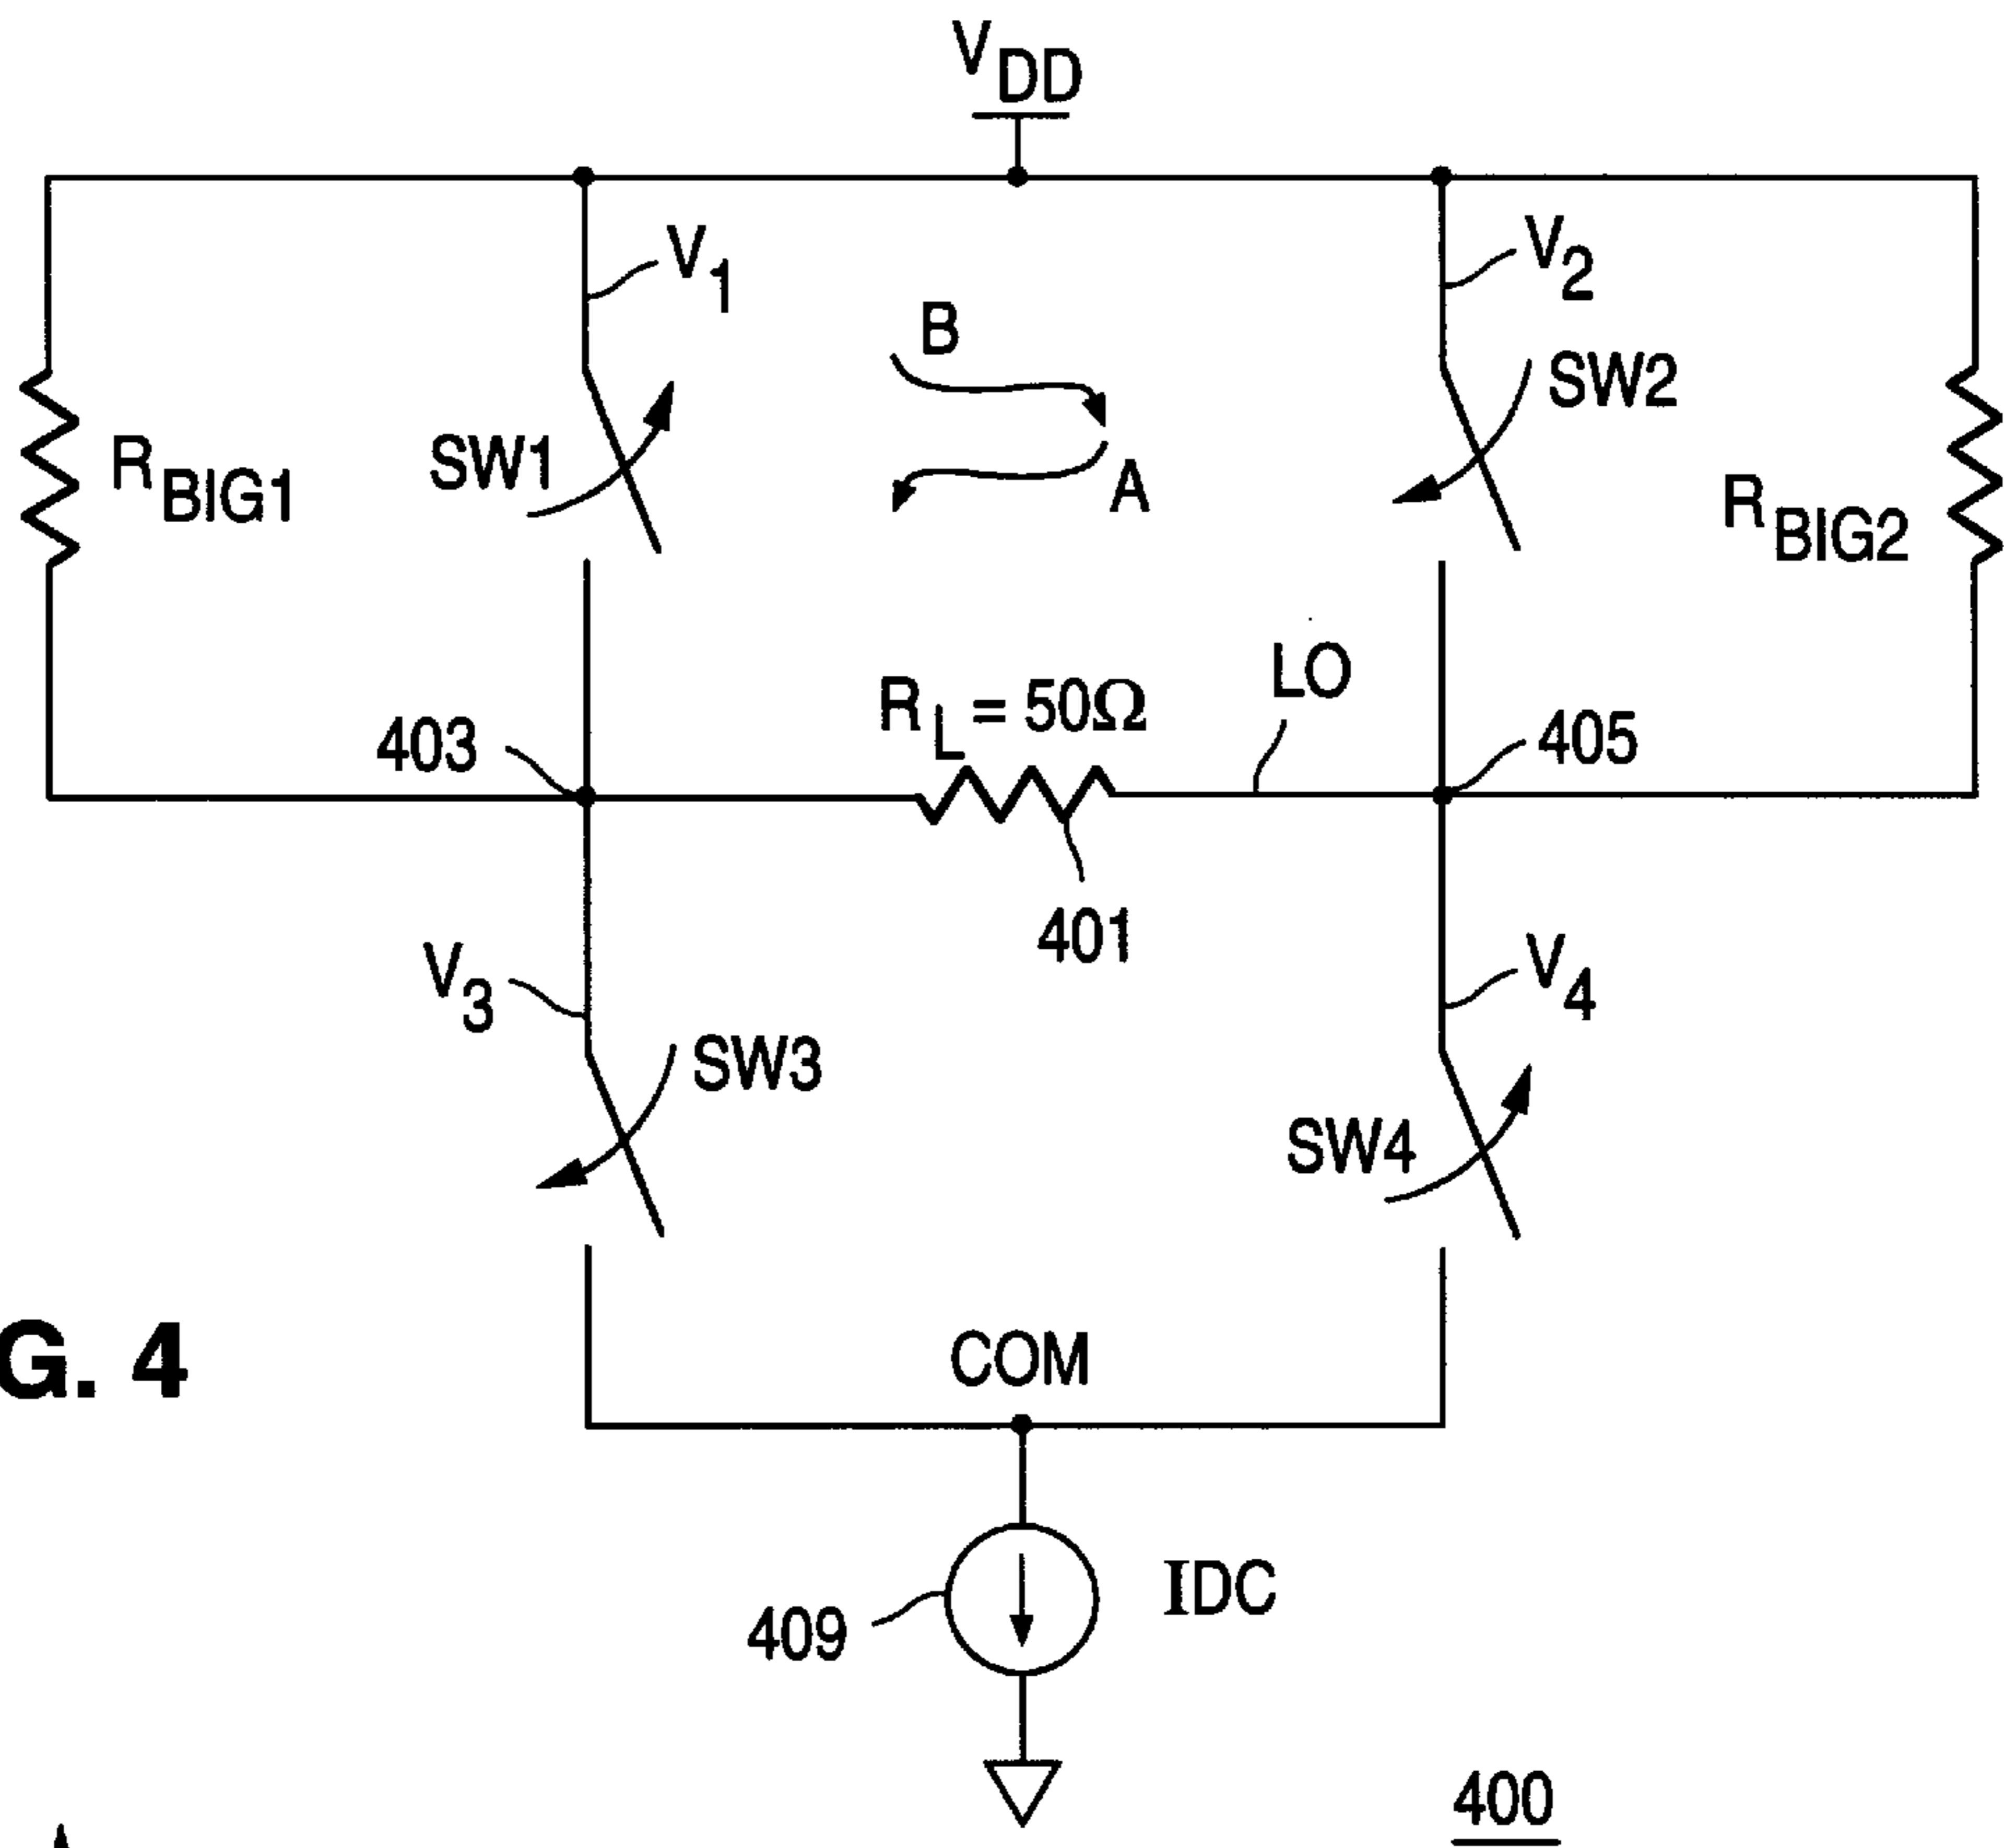 VDD
V1
V2
B
SW2
SW1
A
RBIG1
RBIG2
LO
RL = 50Ω
403
405
401
V3
V4
SW3
SW4
G. 4
COM
IDC
409
400